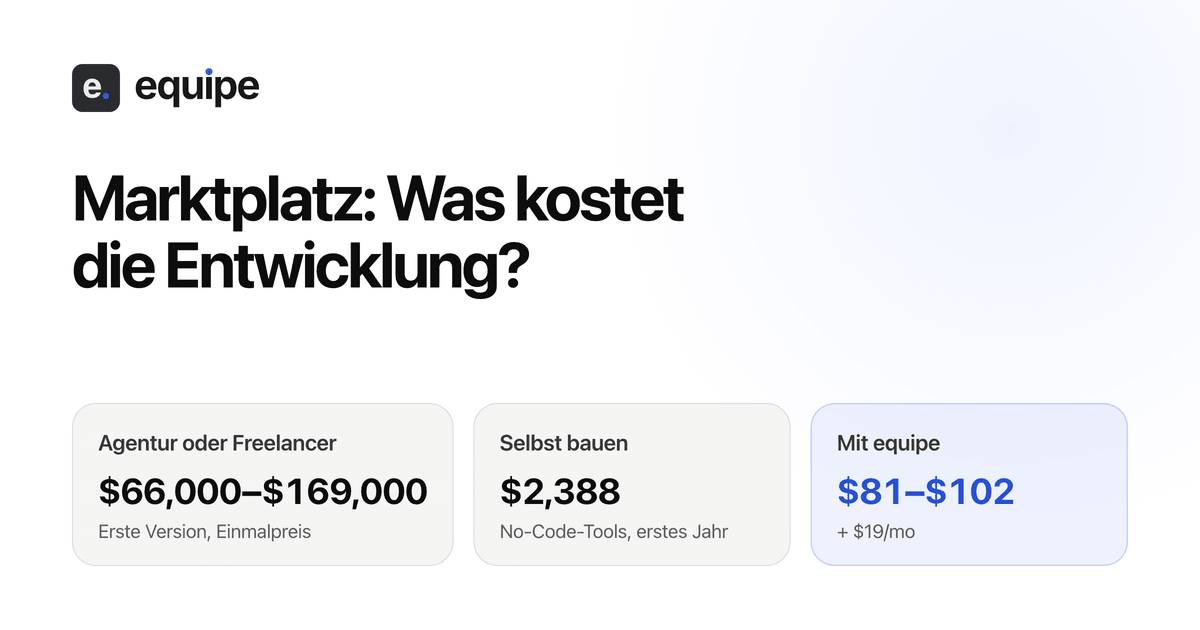 e.
equipe
Marktplatz: Was kostet
die Entwicklung?
Agentur oder Freelancer
$66,000–$169,000
Erste Version, Einmalpreis
Selbst bauen
$2,388
No-Code-Tools, erstes Jahr
Mit equipe
$81–$102
+ $19/mo